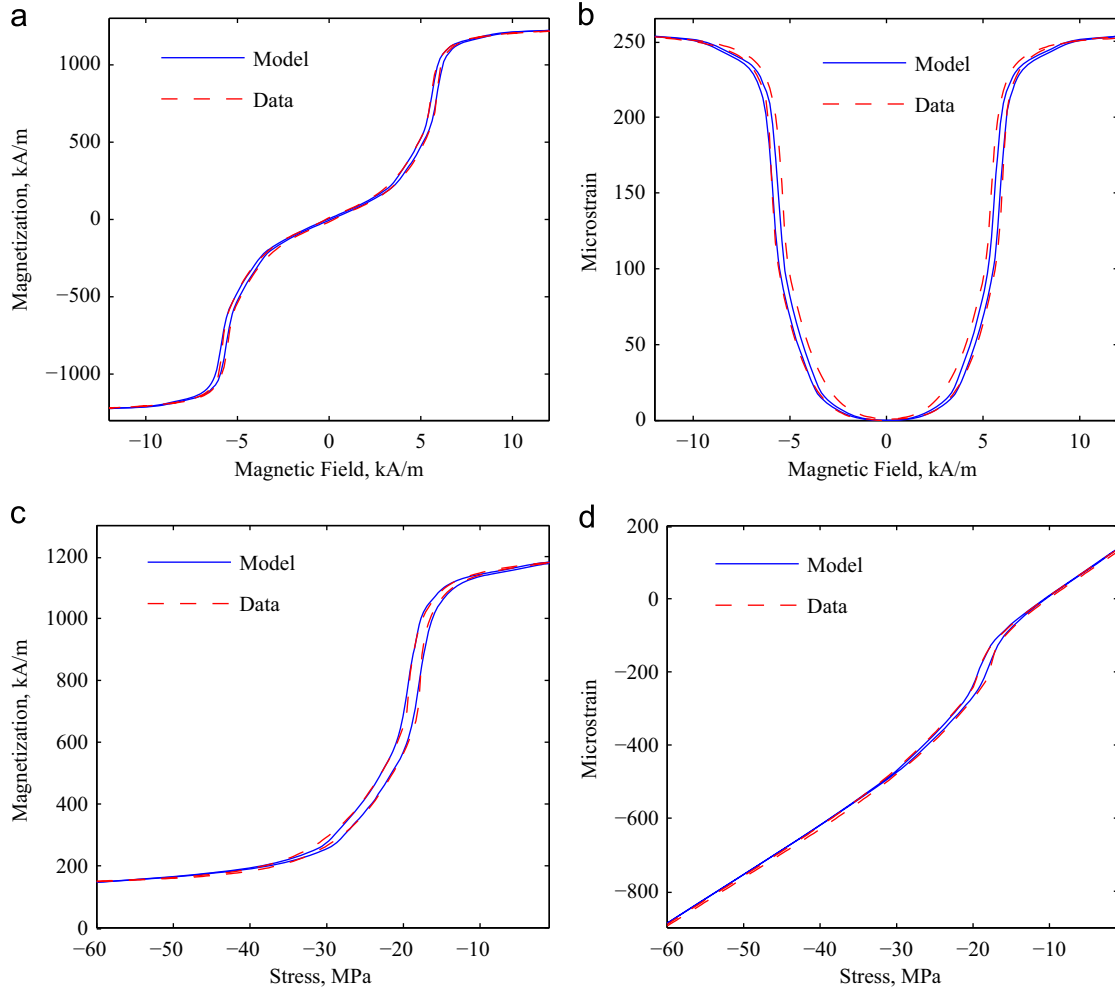 a
1000
500
0
−500
−1000
−10
−5
0
5
10
Magnetization, kA/m
Magnetic Field, kA/m
Model
Data
b
250
200
150
100
50
0
−10
−5
0
5
10
Microstrain
Magnetic Field, kA/m
Model
Data
c
1200
1000
800
600
400
200
0
−60
−50
−40
−30
−20
−10
Magnetization, kA/m
Stress, MPa
Model
Data
d
200
0
−200
−400
−600
−800
−60
−50
−40
−30
−20
−10
Microstrain
Stress, MPa
Model
Data